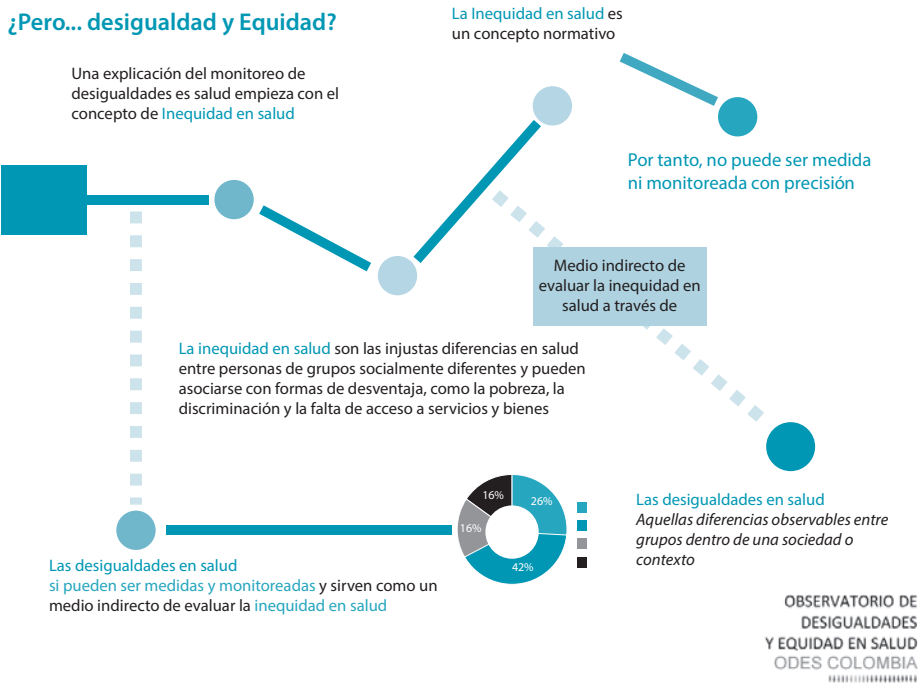 ¿Pero... desigualdad y Equidad?
La Inequidad en salud es
un concepto normativo
Una explicación del monitoreo de
desigualdades es salud empieza con el
concepto de Inequidad en salud
Por tanto, no puede ser medida
ni monitoreada con precisión
Medio indirecto de
evaluar la inequidad en
salud a través de
La inequidad en salud son las injustas diferencias en salud
entre personas de grupos socialmente diferentes y pueden
asociarse con formas de desventaja, como la pobreza, la
discriminación y la falta de acceso a servicios y bienes
16%
26%
16%
42%
Las desigualdades en salud
Aquellas diferencias observables entre
grupos dentro de una sociedad o
contexto
Las desigualdades en salud
si pueden ser medidas y monitoreadas y sirven como un
medio indirecto de evaluar la inequidad en salud
OBSERVATORIO DE
DESIGUALDADES
Y EQUIDAD EN SALUD
ODES COLOMBIA